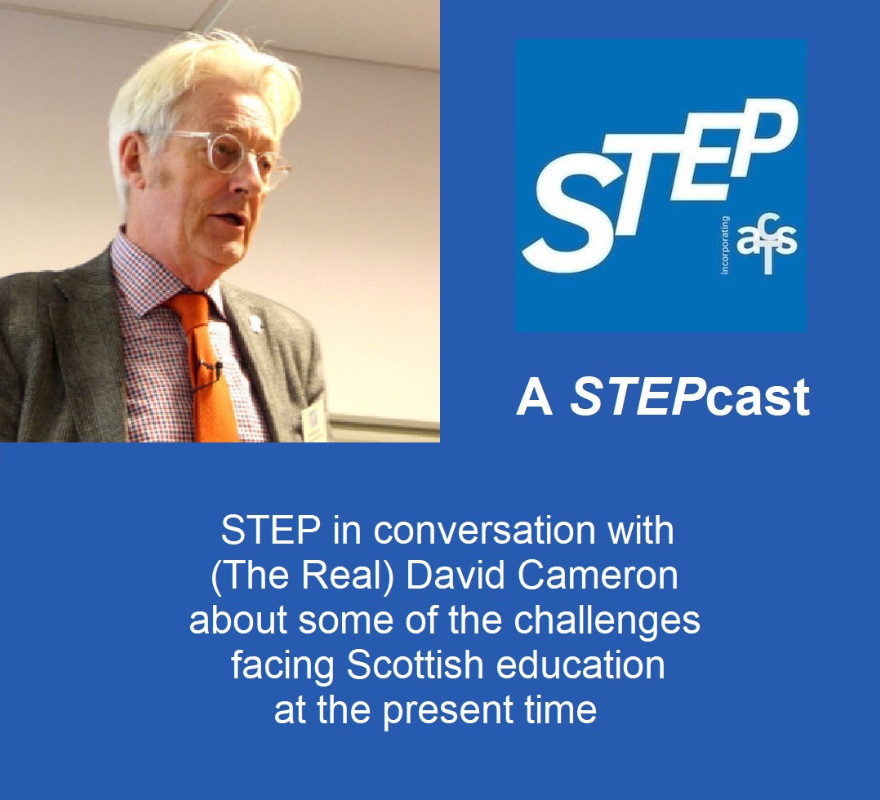 STEP
incorporating
acts
A STEPcast
STEP in conversation with
(The Real) David Cameron
about some of the challenges
facing Scottish education
at the present time